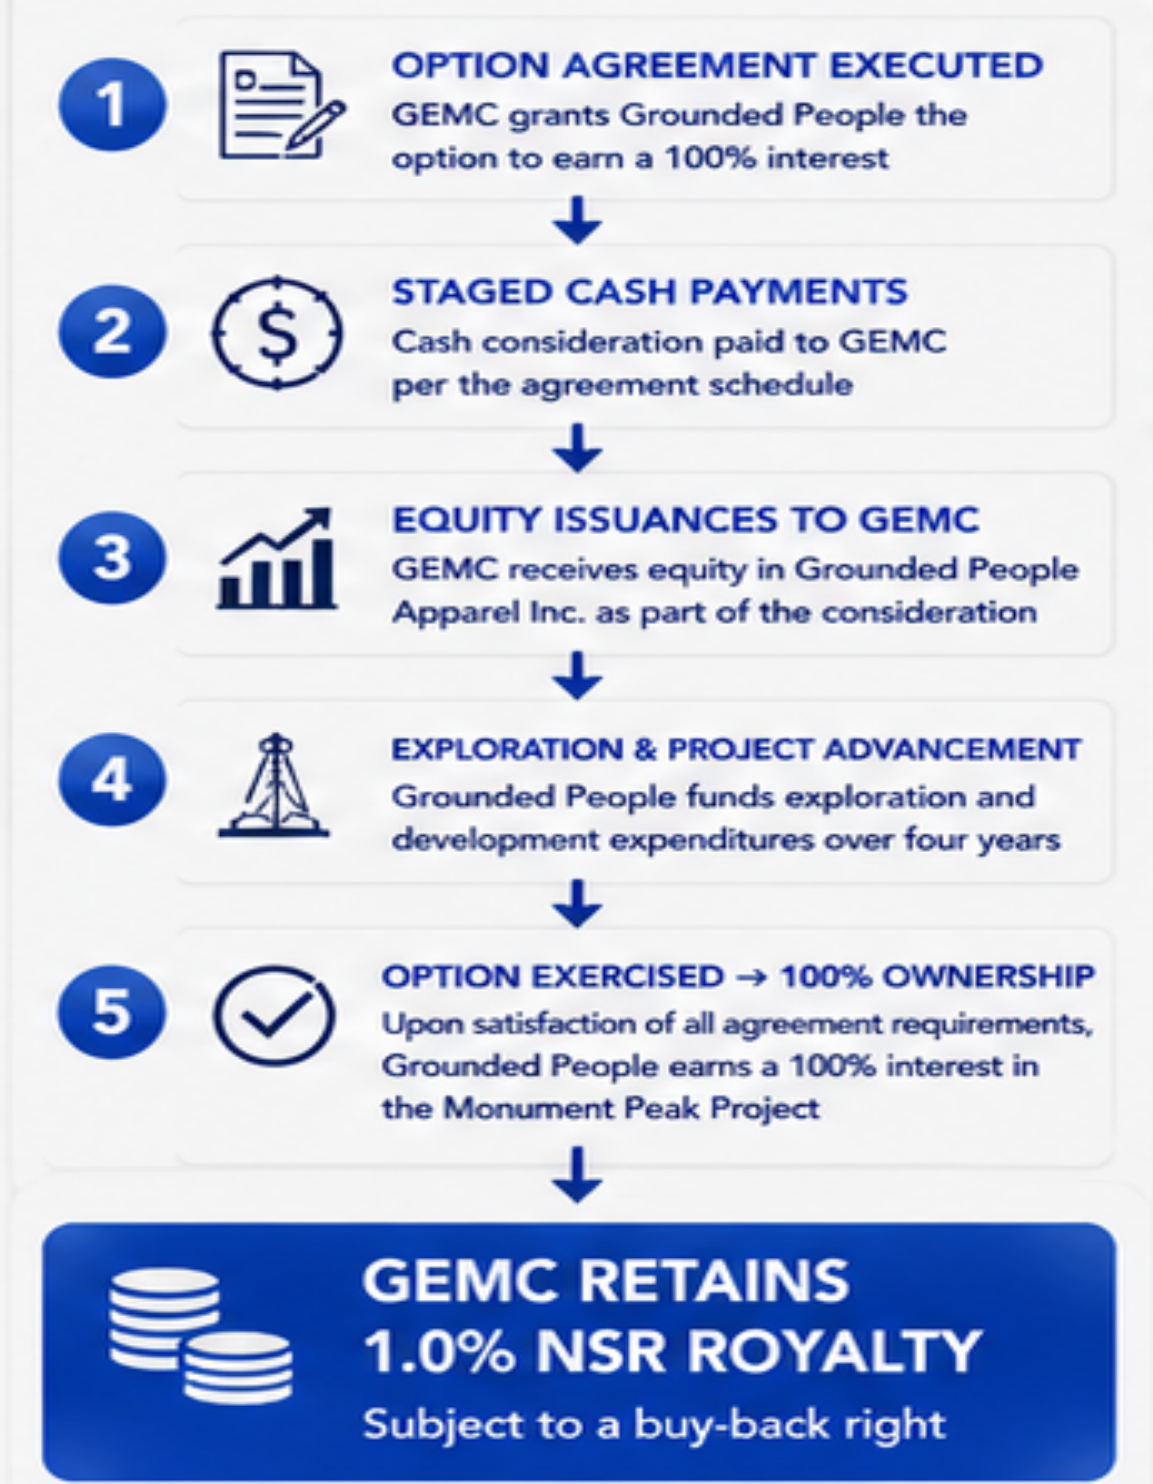 1
OPTION AGREEMENT EXECUTED
GEMC grants Grounded People the
option to earn a 100% interest
2
$
STAGED CASH PAYMENTS
Cash consideration paid to GEMC
per the agreement schedule
3
EQUITY ISSUANCES TO GEMC
GEMC receives equity in Grounded People
Apparel Inc. as part of the consideration
4
EXPLORATION & PROJECT ADVANCEMENT
Grounded People funds exploration and
development expenditures over four years
5
OPTION EXERCISED → 100% OWNERSHIP
Upon satisfaction of all agreement requirements,
Grounded People earns a 100% interest in
the Monument Peak Project
GEMC RETAINS
1.0% NSR ROYALTY
Subject to a buy-back right